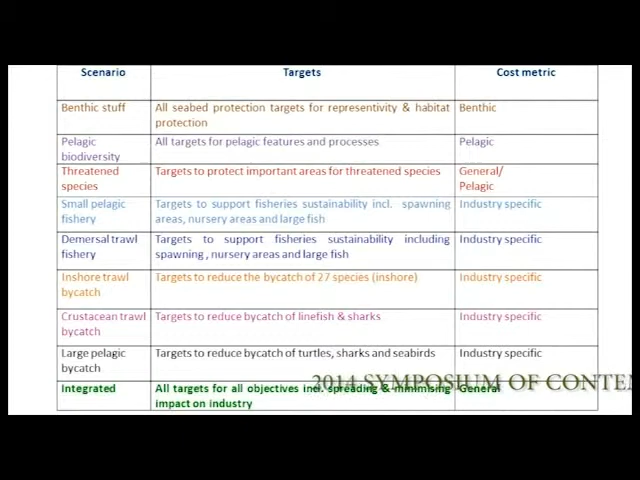 Scenario Targets Cost metric
Benthic stuff All seabed protection targets for representivity & habitat Benthic
protection
Pelagic All targets for pelagic features and processes Pelagic
biodiversity
Threatened Targets to protect important areas for threatened species General/
species Pelagic
Small pelagic Targets to support fisheries sustainability incl. spawning Industry specific
fishery areas, nursery areas and large fish
Demersal trawl Targets to support fisheries sustainability including Industry specific
fishery spawning , nursery areas and large fish
Inshore trawl Targets to reduce the bycatch of 27 species (inshore) Industry specific
bycatch
Crustacean trawl Targets to reduce bycatch of linefish & sharks Industry specific
bycatch
Large pelagic Targets to reduce bycatch of turtles, sharks and seabirds Industry specific
bycatch
Integrated All targets for all objectives incl. spreading & minimising General
impact on industry
2014 SYMPOSIUM OF CONTE